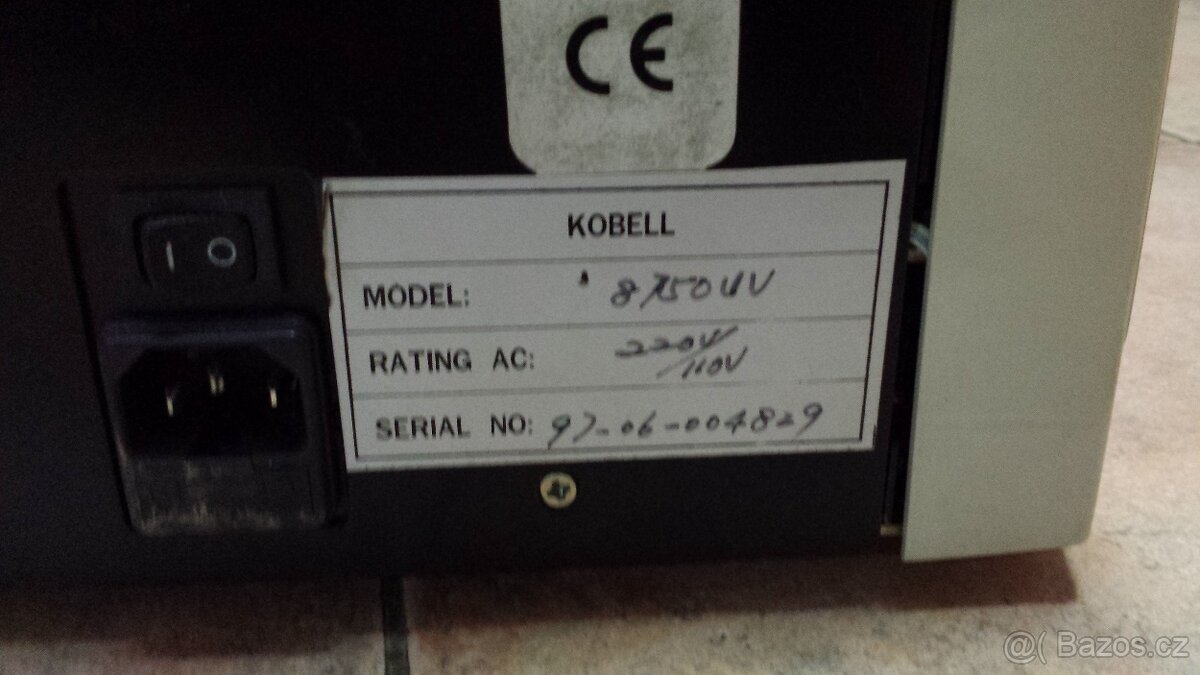 CE
KOBELL
MODEL: 8750UV
RATING AC: 220V/110V
SERIAL NO: 97-06-004829
I O
@( Bazos.cz